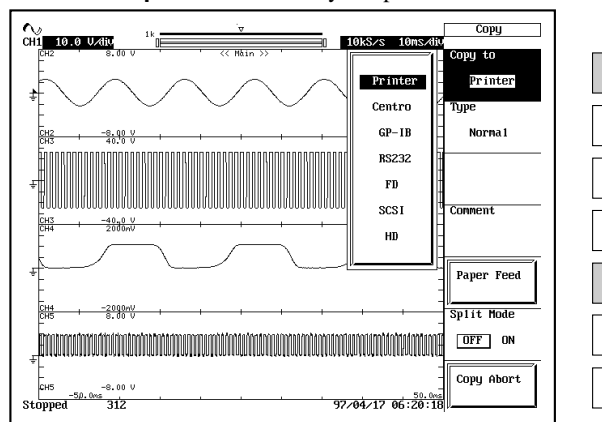 1k
Copy
CH1 10.0 V/div
10kS/s 10ms/div
CH2 8.00 V
<< Main >>
Copy to
Printer
Printer
Centro
GP-IB
RS232
FD
SCSI
HD
Type
Normal
CH2 -8.00 V
CH3 40.0 V
CH3 -40.0 V
CH4 2000mV
Comment
Paper Feed
CH4 -2000mV
CH5 8.00 V
Split Mode
OFF ON
CH5 -8.00 V
-50.0ms
50.0ms
Copy Abort
Stopped 312
97/04/17 06:20:18